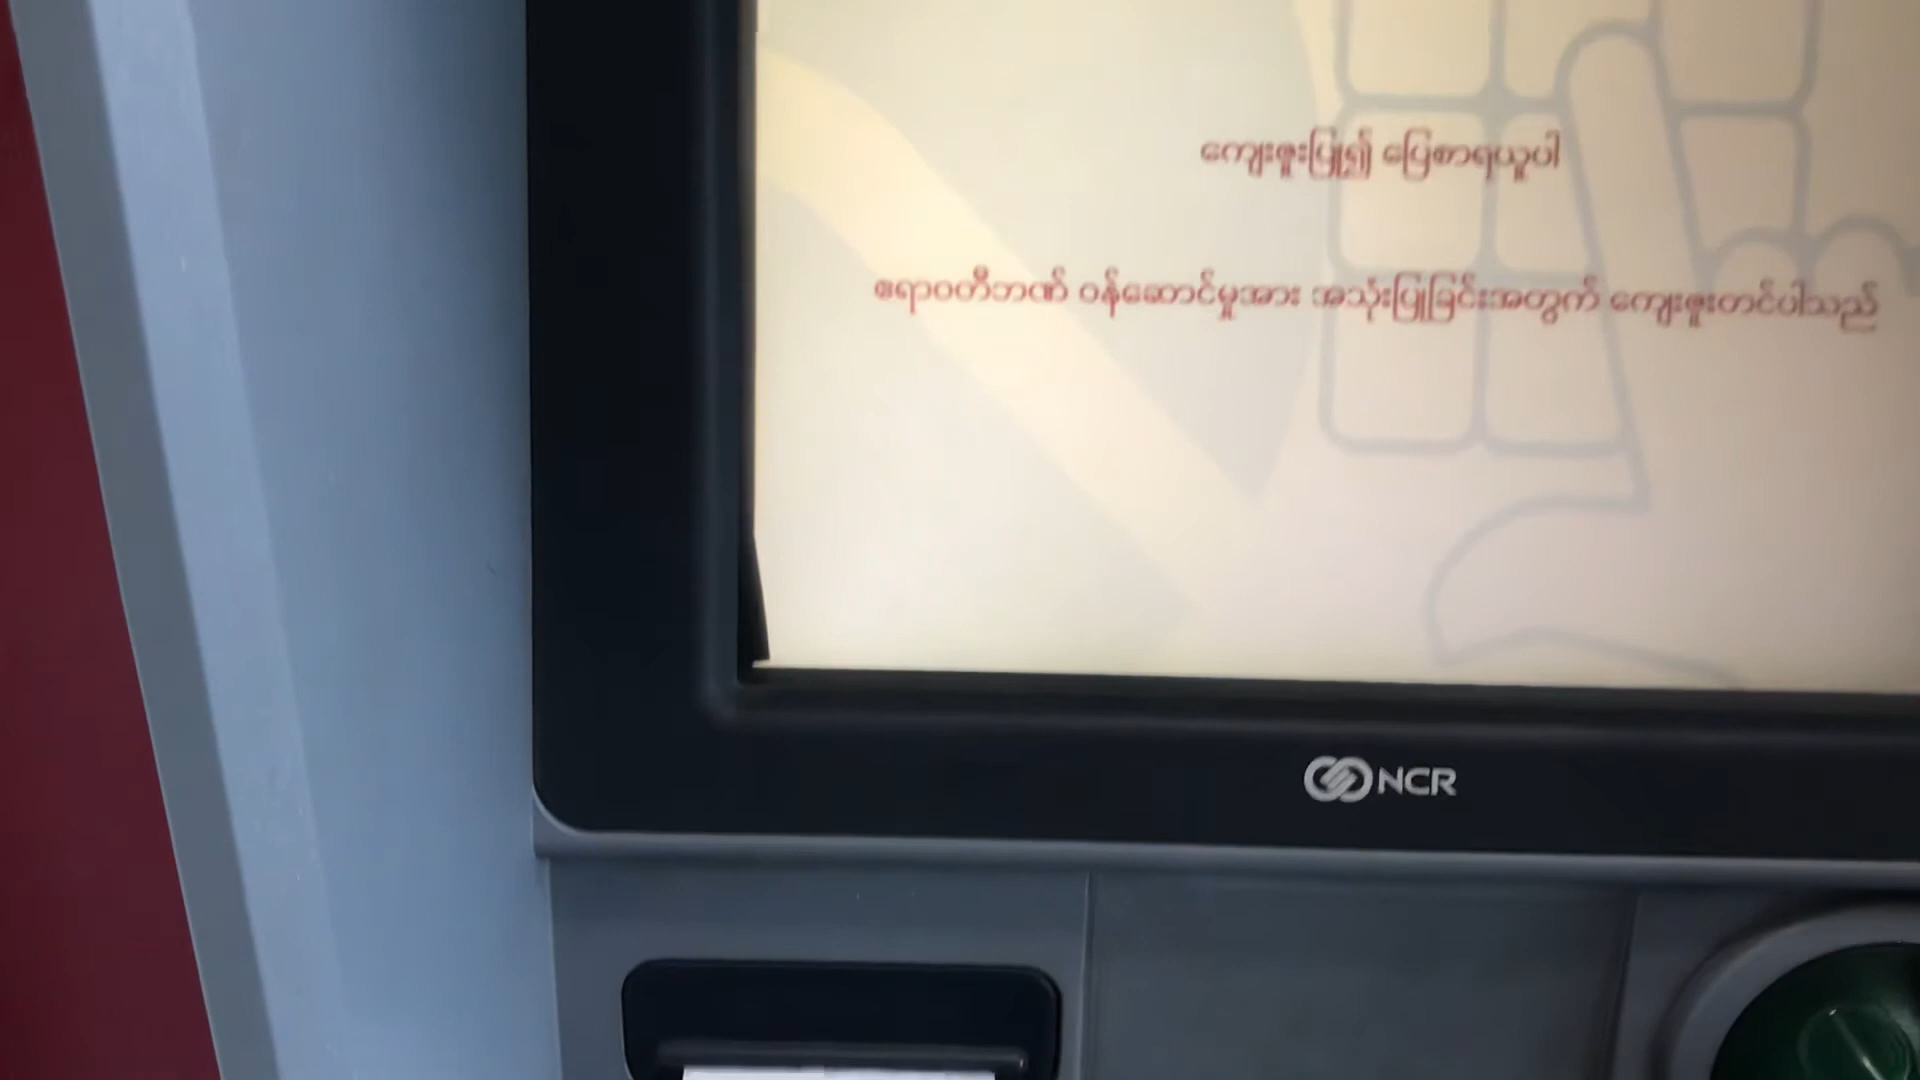 ကျေးဇူးပြု၍ ပြေစာရယူပါ
ဧရာဝတီဘဏ် ဝန်ဆောင်မှုအား အသုံးပြုခြင်းအတွက် ကျေးဇူးတင်ပါသည်
NCR